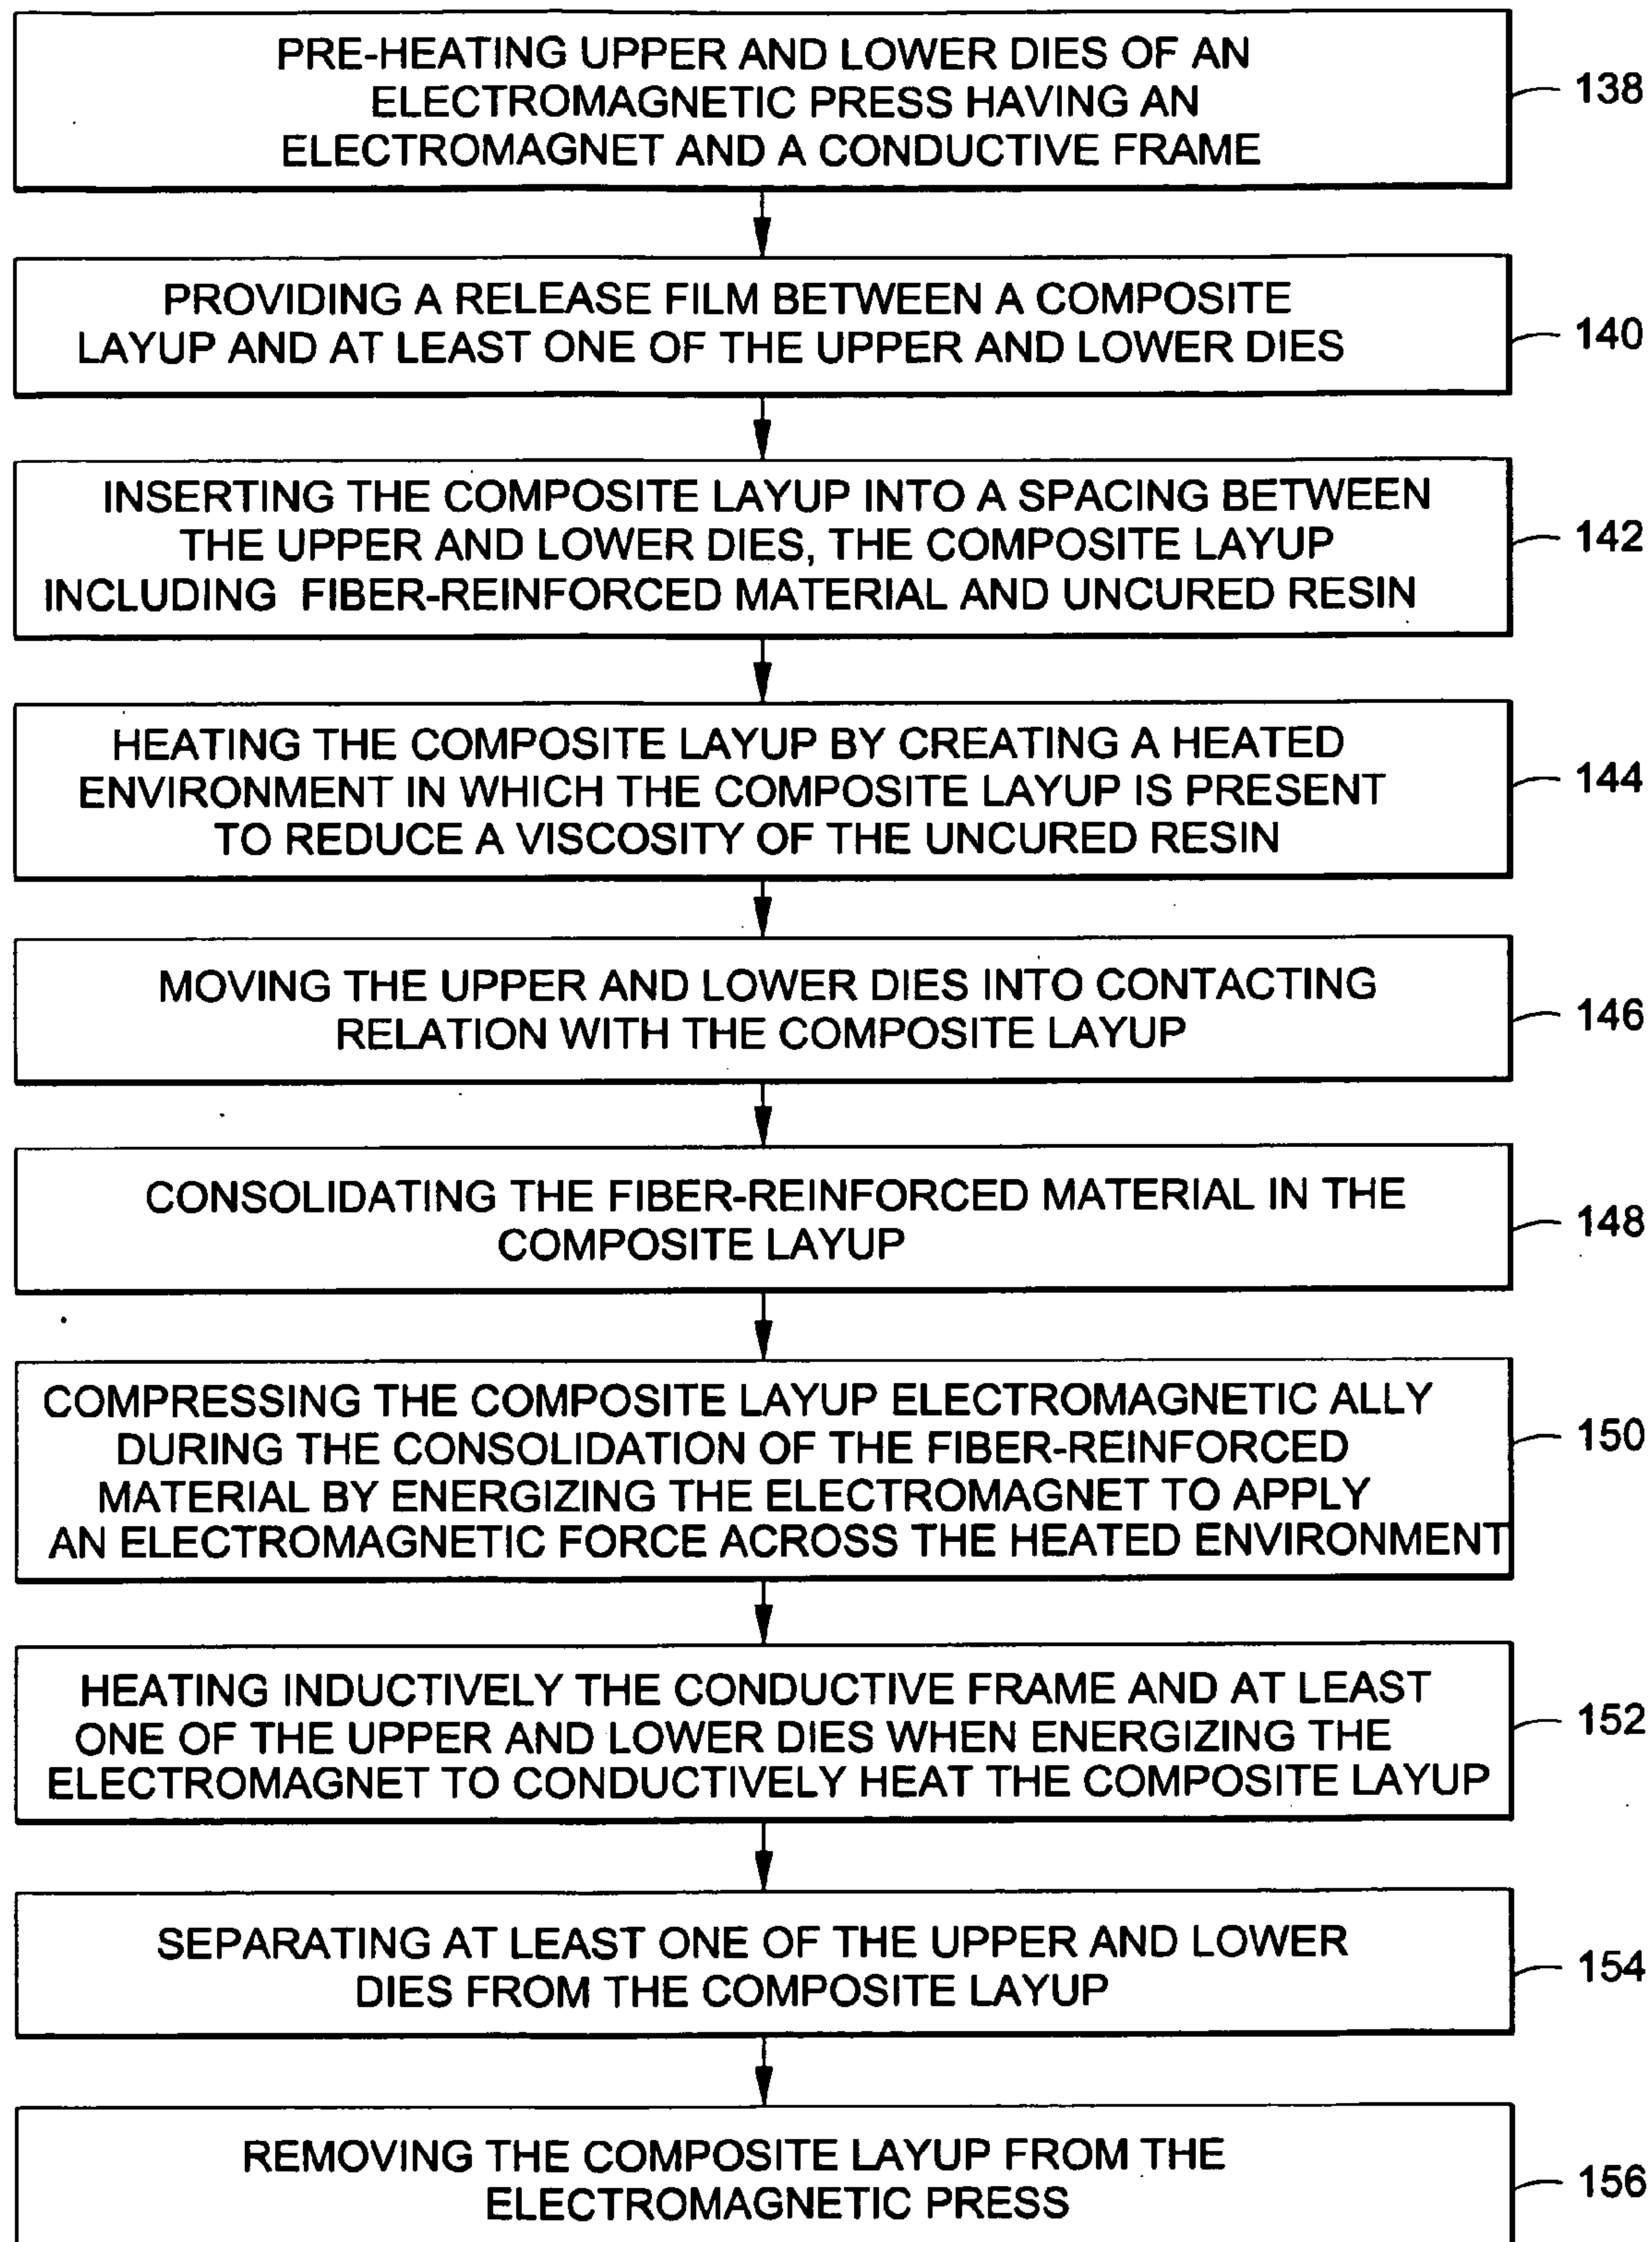 PRE-HEATING UPPER AND LOWER DIES OF AN
ELECTROMAGNETIC PRESS HAVING AN
ELECTROMAGNET AND A CONDUCTIVE FRAME
138
PROVIDING A RELEASE FILM BETWEEN A COMPOSITE
LAYUP AND AT LEAST ONE OF THE UPPER AND LOWER DIES
140
INSERTING THE COMPOSITE LAYUP INTO A SPACING BETWEEN
THE UPPER AND LOWER DIES, THE COMPOSITE LAYUP
INCLUDING FIBER-REINFORCED MATERIAL AND UNCURED RESIN
142
HEATING THE COMPOSITE LAYUP BY CREATING A HEATED
ENVIRONMENT IN WHICH THE COMPOSITE LAYUP IS PRESENT
TO REDUCE A VISCOSITY OF THE UNCURED RESIN
144
MOVING THE UPPER AND LOWER DIES INTO CONTACTING
RELATION WITH THE COMPOSITE LAYUP
146
CONSOLIDATING THE FIBER-REINFORCED MATERIAL IN THE
COMPOSITE LAYUP
148
COMPRESSING THE COMPOSITE LAYUP ELECTROMAGNETIC ALLY
DURING THE CONSOLIDATION OF THE FIBER-REINFORCED
MATERIAL BY ENERGIZING THE ELECTROMAGNET TO APPLY
AN ELECTROMAGNETIC FORCE ACROSS THE HEATED ENVIRONMENT
150
HEATING INDUCTIVELY THE CONDUCTIVE FRAME AND AT LEAST
ONE OF THE UPPER AND LOWER DIES WHEN ENERGIZING THE
ELECTROMAGNET TO CONDUCTIVELY HEAT THE COMPOSITE LAYUP
152
SEPARATING AT LEAST ONE OF THE UPPER AND LOWER
DIES FROM THE COMPOSITE LAYUP
154
REMOVING THE COMPOSITE LAYUP FROM THE
ELECTROMAGNETIC PRESS
156